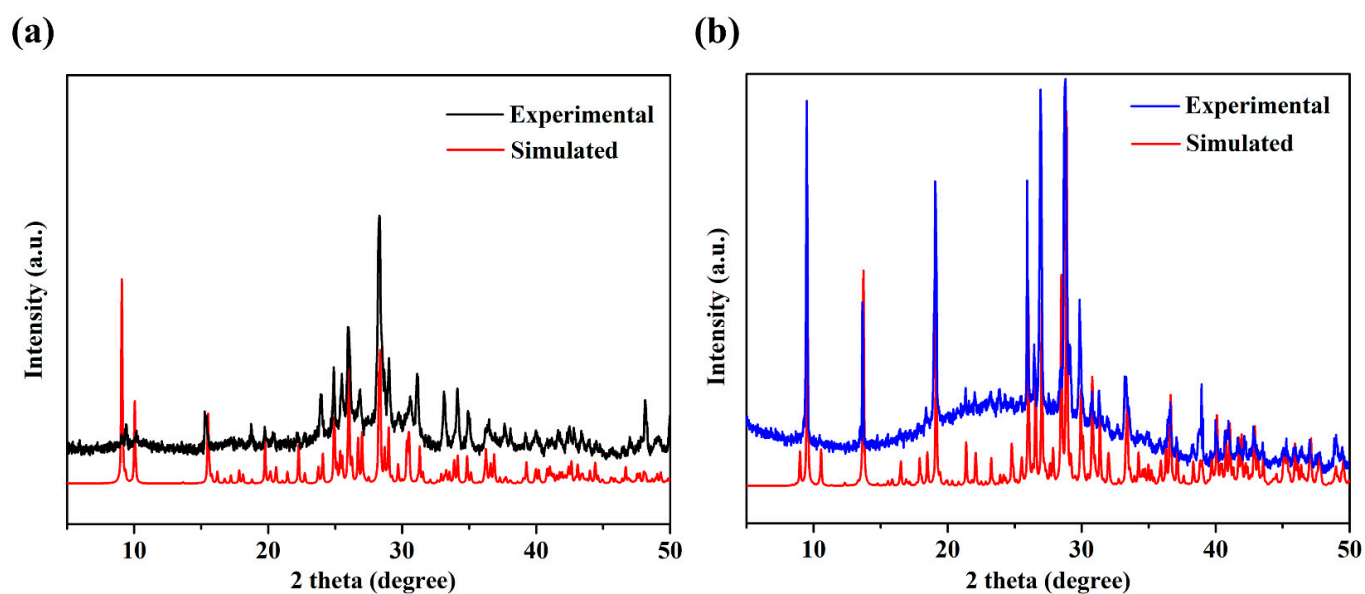 (a)
Experimental
Simulated
Intensity (a.u.)
10 20 30 40 50
2 theta (degree)
(b)
Experimental
Simulated
Intensity (a.u.)
10 20 30 40 50
2 theta (degree)